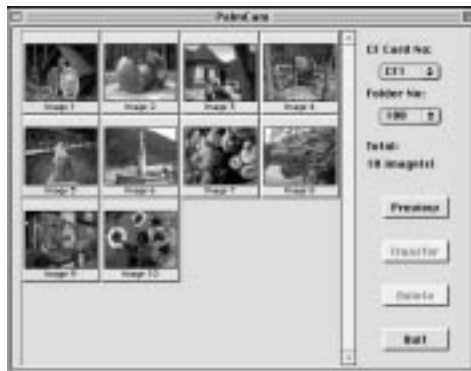 PalmCam
Image 1
Image 2
Image 3
Image 4
Image 5
Image 6
Image 7
Image 8
Image 9
Image 10
CF Card No:
CF1
Folder No:
100
Total:
10 image(s)
Preview
Transfer
Delete
Quit